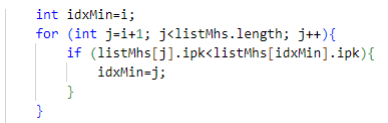 int idxMin=i;
for (int j=i+1; j<listMhs.length; j++){
if (listMhs[j].ipk<listMhs[idxMin].ipk){
idxMin=j;
}
}